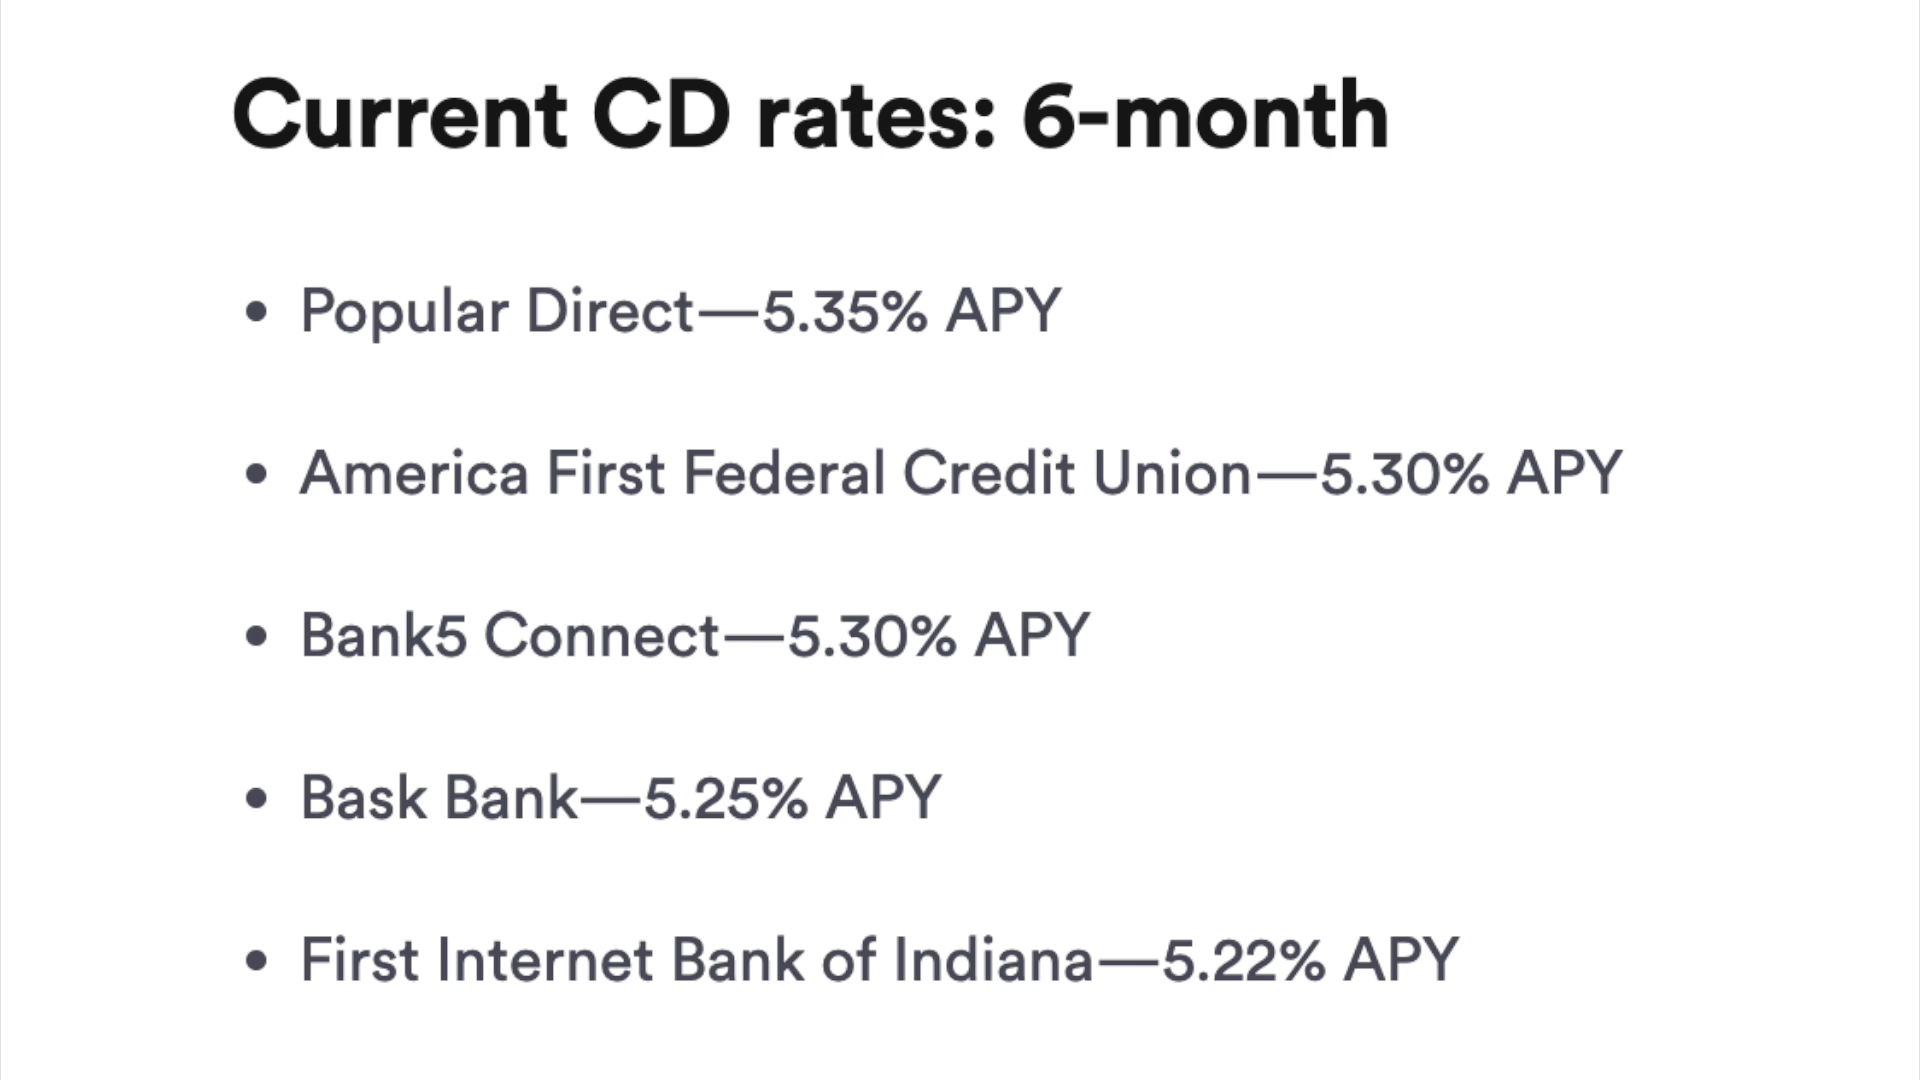 Current CD rates: 6-month
• Popular Direct—5.35% APY
• America First Federal Credit Union—5.30% APY
• Bank5 Connect—5.30% APY
• Bask Bank—5.25% APY
• First Internet Bank of Indiana—5.22% APY